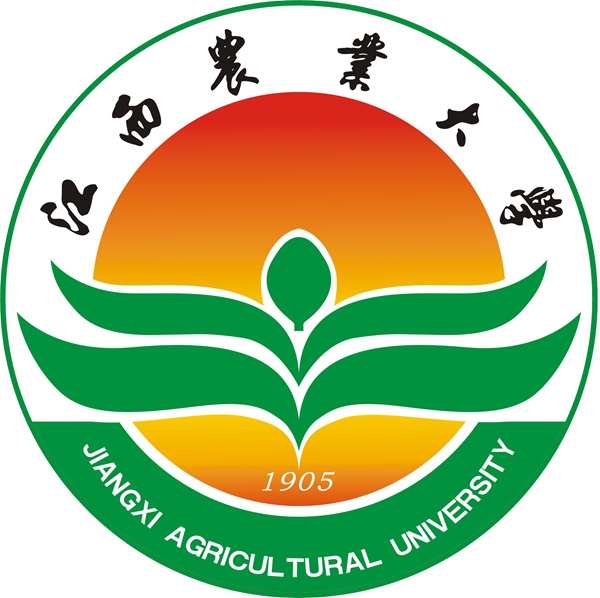 江西農業大學
1905
JIANGXI AGRICULTURAL UNIVERSITY